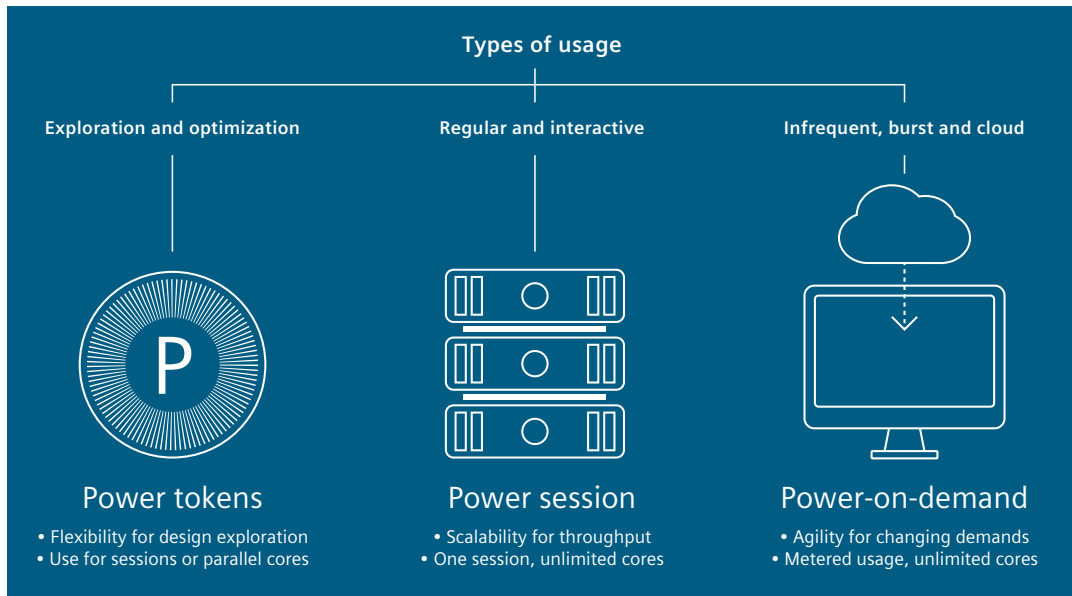 Types of usage
Exploration and optimization
Regular and interactive
Infrequent, burst and cloud
P
Power tokens
• Flexibility for design exploration
• Use for sessions or parallel cores
Power session
• Scalability for throughput
• One session, unlimited cores
Power-on-demand
• Agility for changing demands
• Metered usage, unlimited cores